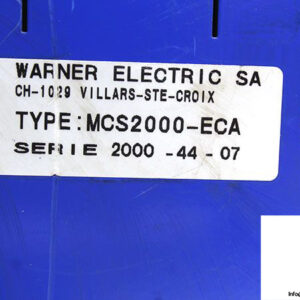 WARNER ELECTRIC SA
CH-1029 VILLARS-STE-CROIX
TYPE: MCS2000-ECA
SERIE 2000 -44 - 07